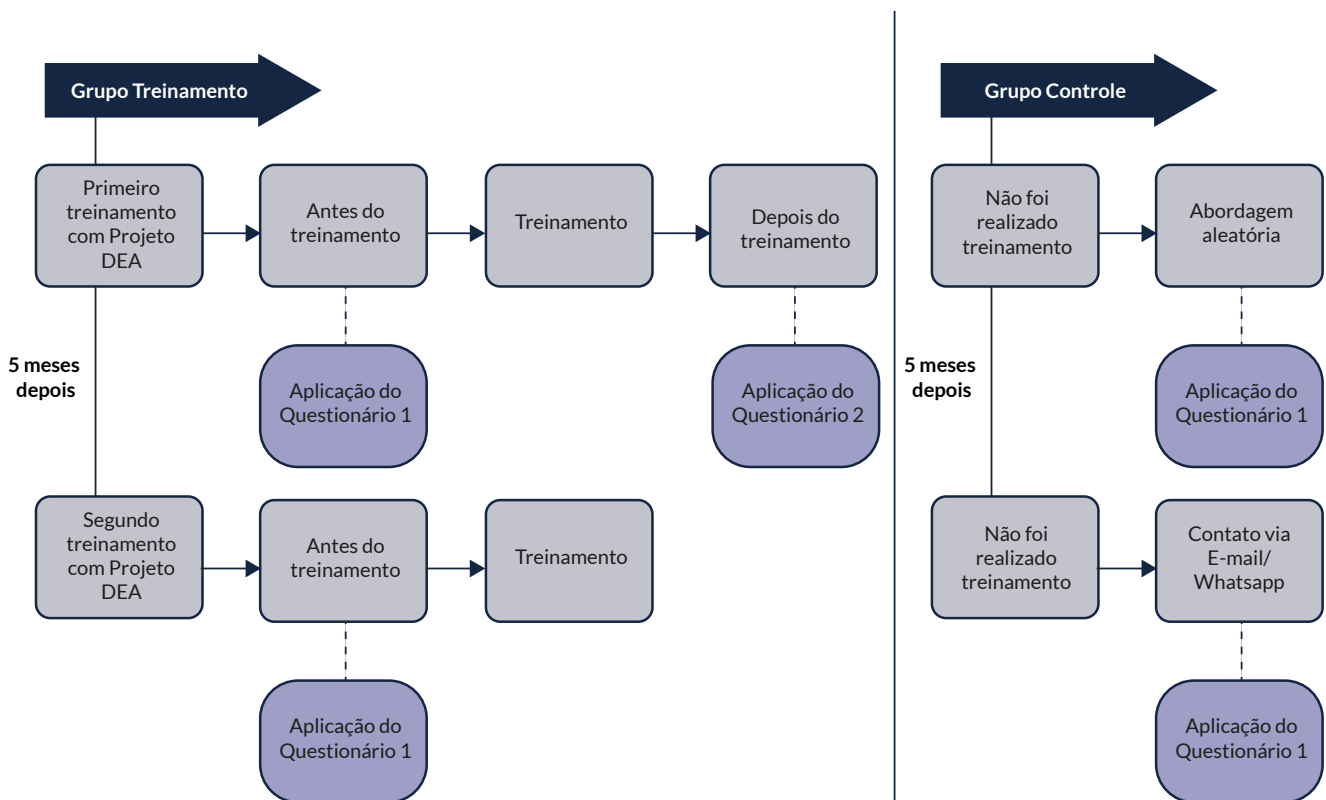 Grupo Treinamento
Primeiro
treinamento
com Projeto
DEA
Antes do
treinamento
Treinamento
Depois do
treinamento
5 meses
depois
Aplicação do
Questionário 1
Aplicação do
Questionário 2
Segundo
treinamento
com Projeto
DEA
Antes do
treinamento
Treinamento
Aplicação do
Questionário 1
Grupo Controle
Não foi
realizado
treinamento
Abordagem
aleatória
5 meses
depois
Aplicação do
Questionário 1
Não foi
realizado
treinamento
Contato via
E-mail/
Whatsapp
Aplicação do
Questionário 1